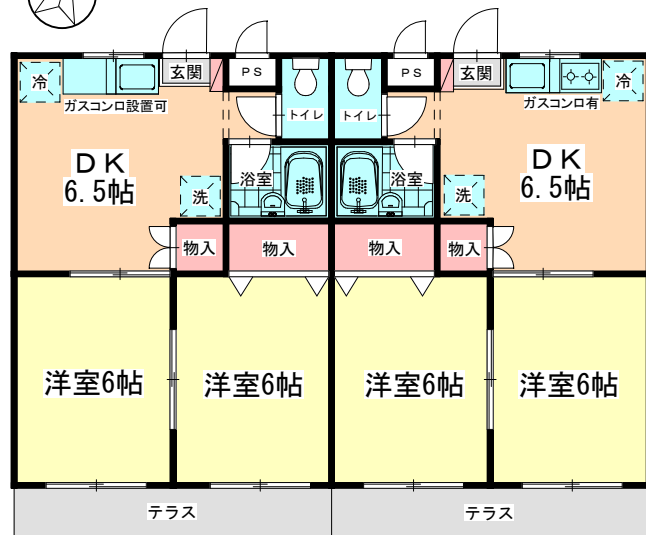 玄関
PS
PS
玄関
冷
冷
ガスコンロ設置可
トイレ
トイレ
ガスコンロ有
DK
6.5帖
浴室
浴室
DK
6.5帖
洗
洗
物入
物入
物入
物入
洋室6帖
洋室6帖
洋室6帖
洋室6帖
テラス
テラス